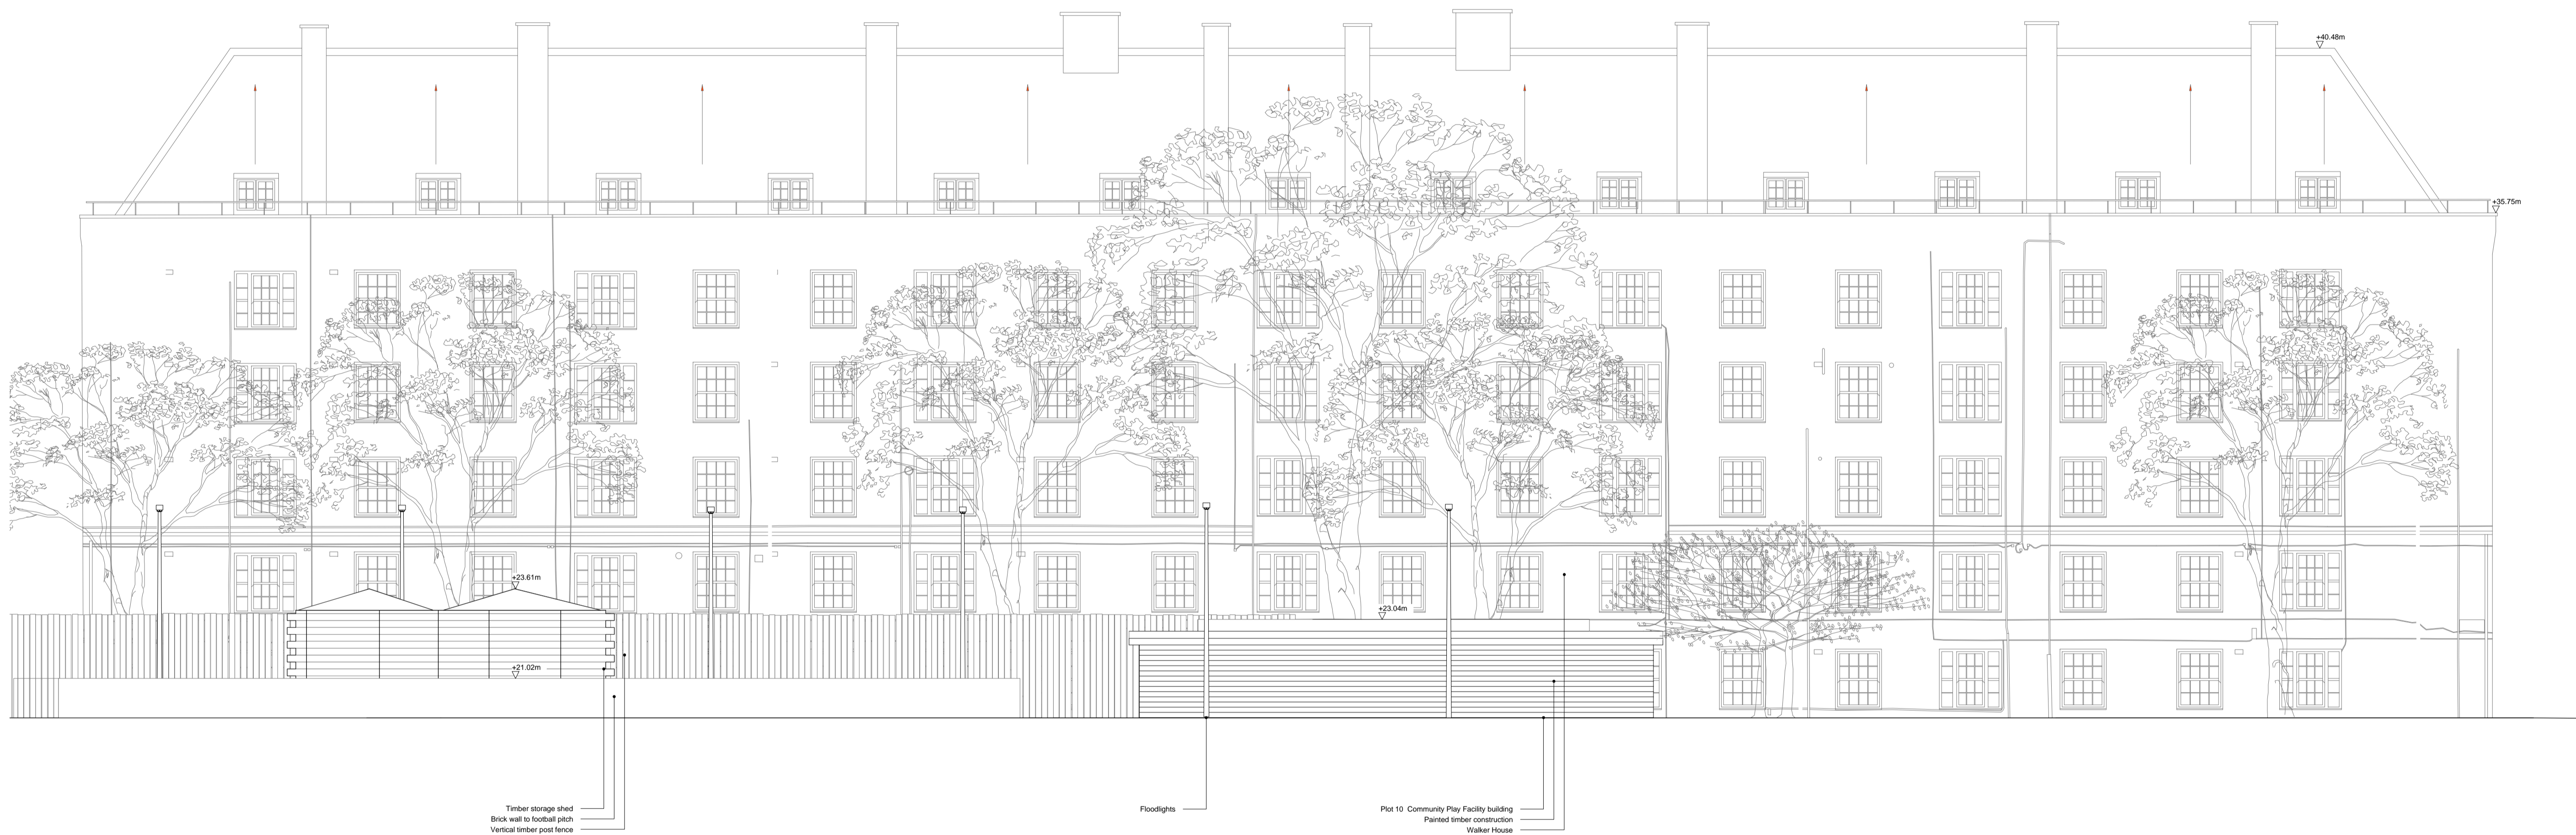 +40.48m
+35.75m
+23.61m
+23.04m
+21.02m
Timber storage shed
Brick wall to football pitch
Vertical timber post fence
Floodlights
Plot 10 Community Play Facility building
Painted timber construction
Walker House